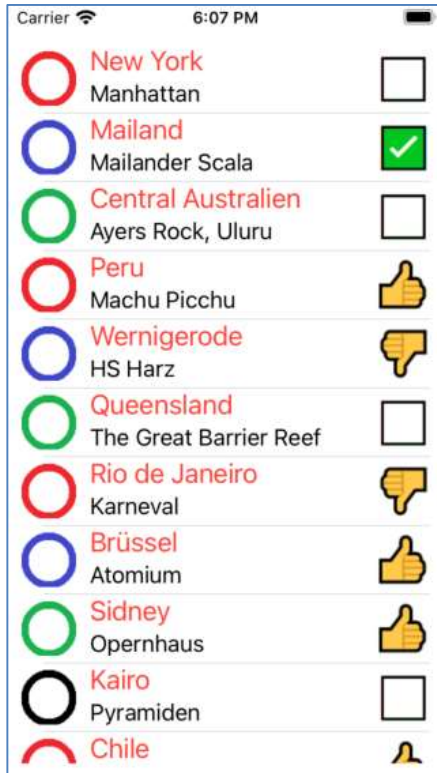 Carrier 6:07 PM
New York
Manhattan
Mailand
Mailander Scala
Central Australien
Ayers Rock, Uluru
Peru
Machu Picchu
Wernigerode
HS Harz
Queensland
The Great Barrier Reef
Rio de Janeiro
Karneval
Brüssel
Atomium
Sidney
Opernhaus
Kairo
Pyramiden
Chile